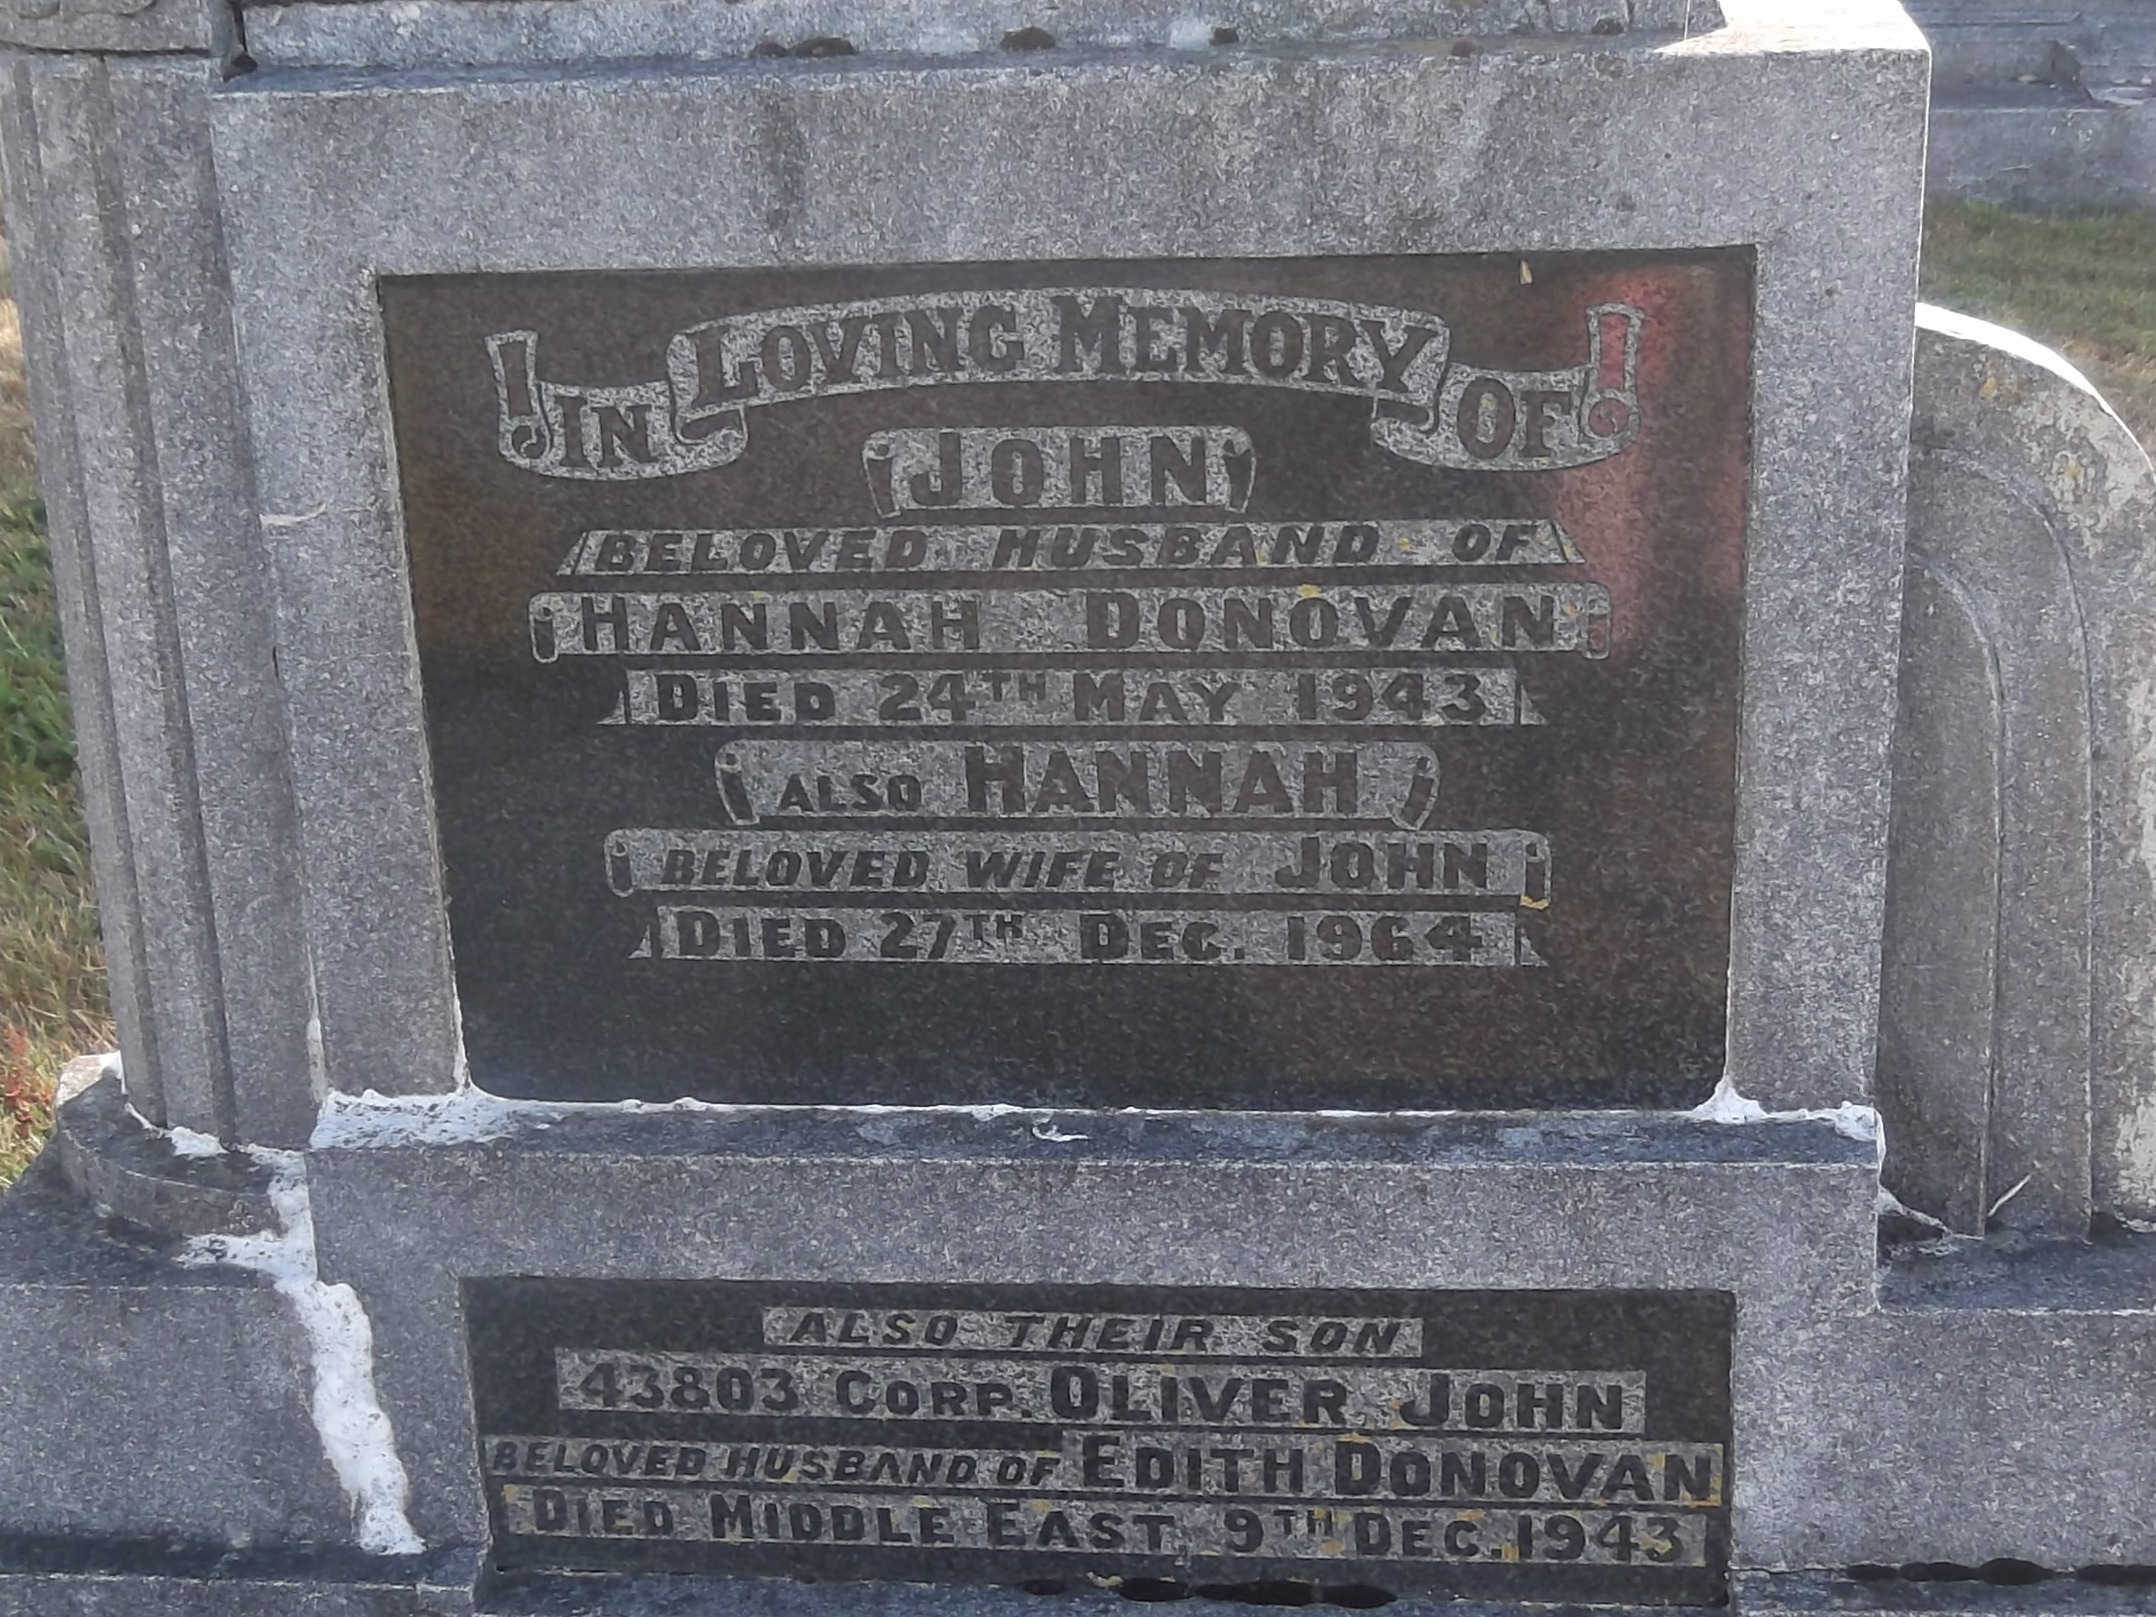 IN LOVING MEMORY OF
JOHN
BELOVED HUSBAND OF
HANNAH DONOVAN
DIED 24TH MAY 1943
ALSO HANNAH
BELOVED WIFE OF JOHN
DIED 27TH DEC. 1964
ALSO THEIR SON
43803 CORP. OLIVER JOHN
BELOVED HUSBAND OF EDITH DONOVAN
DIED MIDDLE EAST 9TH DEC. 1943